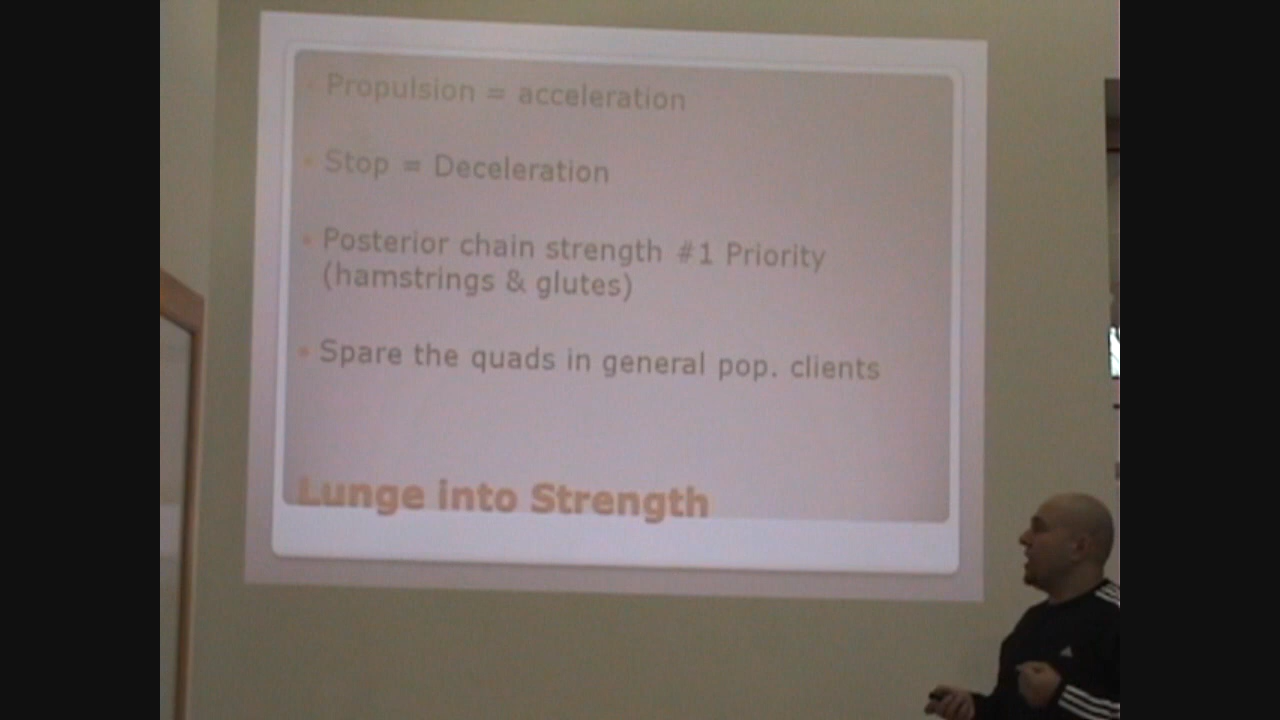 Propulsion = acceleration
Stop = Deceleration
Posterior chain strength #1 Priority
(hamstrings & glutes)
Spare the quads in general pop. clients
Lunge into Strength